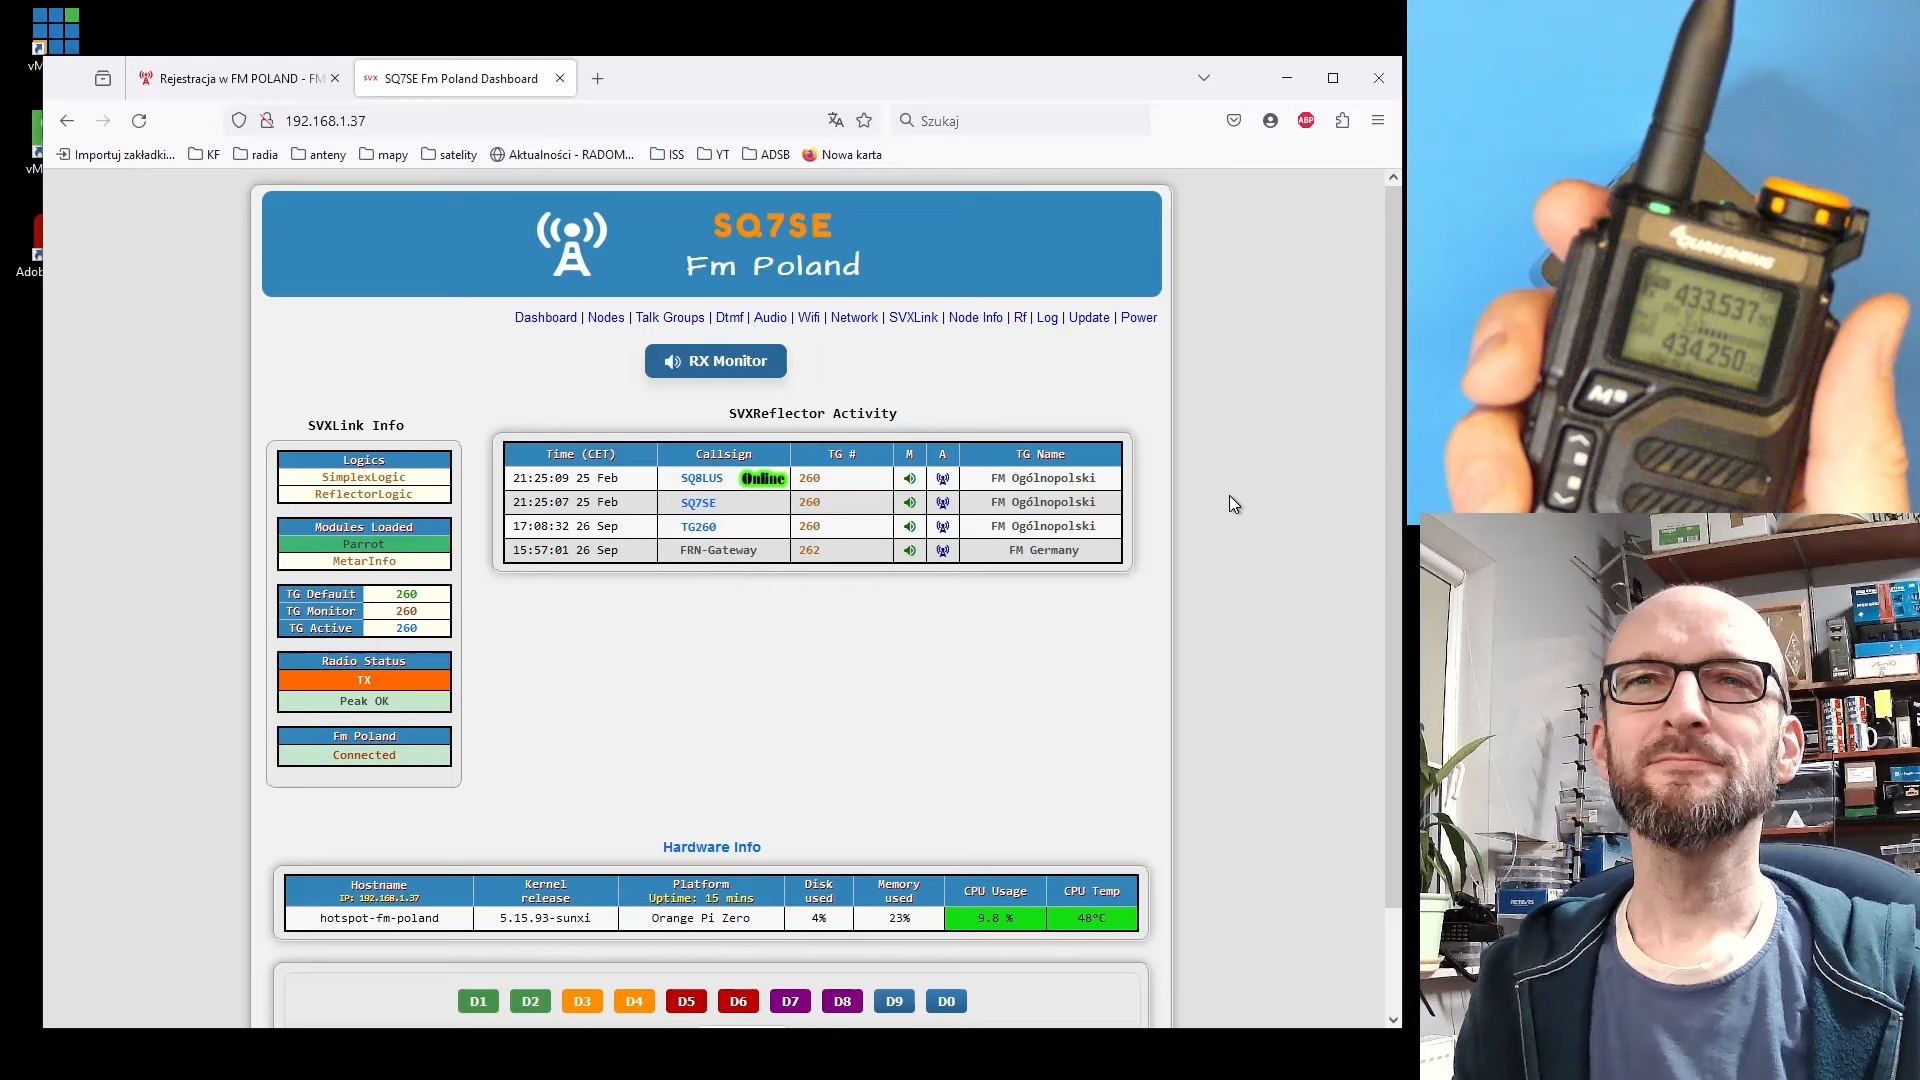 vM
vM
Adob
Rejestracja w FM POLAND - FM
SVX SQ7SE Fm Poland Dashboard
192.168.1.37
Szukaj
ABP
Importuj zakładki...
KF
radia
anteny
mapy
satelity
Aktualności - RADOM...
ISS
YT
ADSB
Nowa karta
SQ7SE
Fm Poland
Dashboard | Nodes | Talk Groups | Dtmf | Audio | Wifi | Network | SVXLink | Node Info | Rf | Log | Update | Power
RX Monitor
SVXLink Info
Logics
SimplexLogic
ReflectorLogic
Modules Loaded
Parrot
MetarInfo
TG Default 260
TG Monitor 260
TG Active 260
Radio Status
TX
Peak OK
Fm Poland
Connected
SVXReflector Activity
Time (CET) Callsign TG # M A TG Name
21:25:09 25 Feb SQ8LUS Online 260 FM Ogólnopolski
21:25:07 25 Feb SQ7SE 260 FM Ogólnopolski
17:08:32 26 Sep TG260 260 FM Ogólnopolski
15:57:01 26 Sep FRN-Gateway 262 FM Germany
Hardware Info
Hostname
IP: 192.168.1.37
Kernel
release
Platform
Uptime: 15 mins
Disk
used
Memory
used
CPU Usage
CPU Temp
hotspot-fm-poland 5.15.93-sunxi Orange Pi Zero 4% 23% 9.8 % 48°C
D1 D2 D3 D4 D5 D6 D7 D8 D9 D0
QUANSHENG
433.537
434.250
M